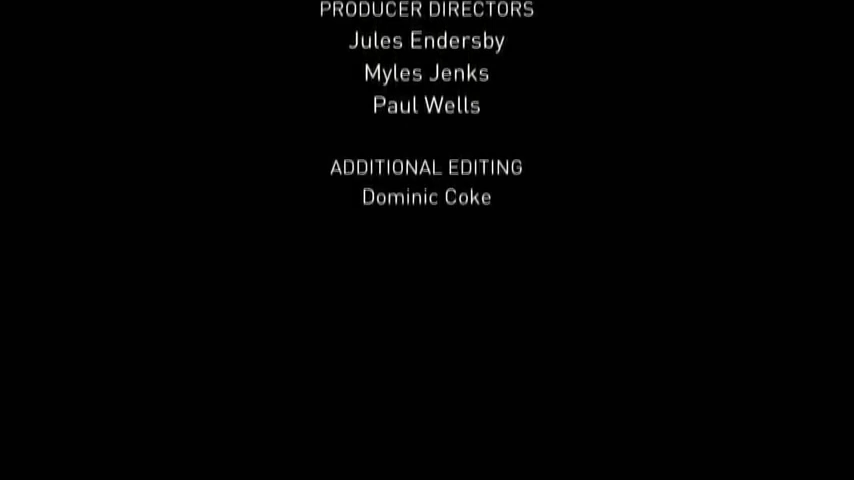 PRODUCER DIRECTORS
Jules Endersby
Myles Jenks
Paul Wells
ADDITIONAL EDITING
Dominic Coke